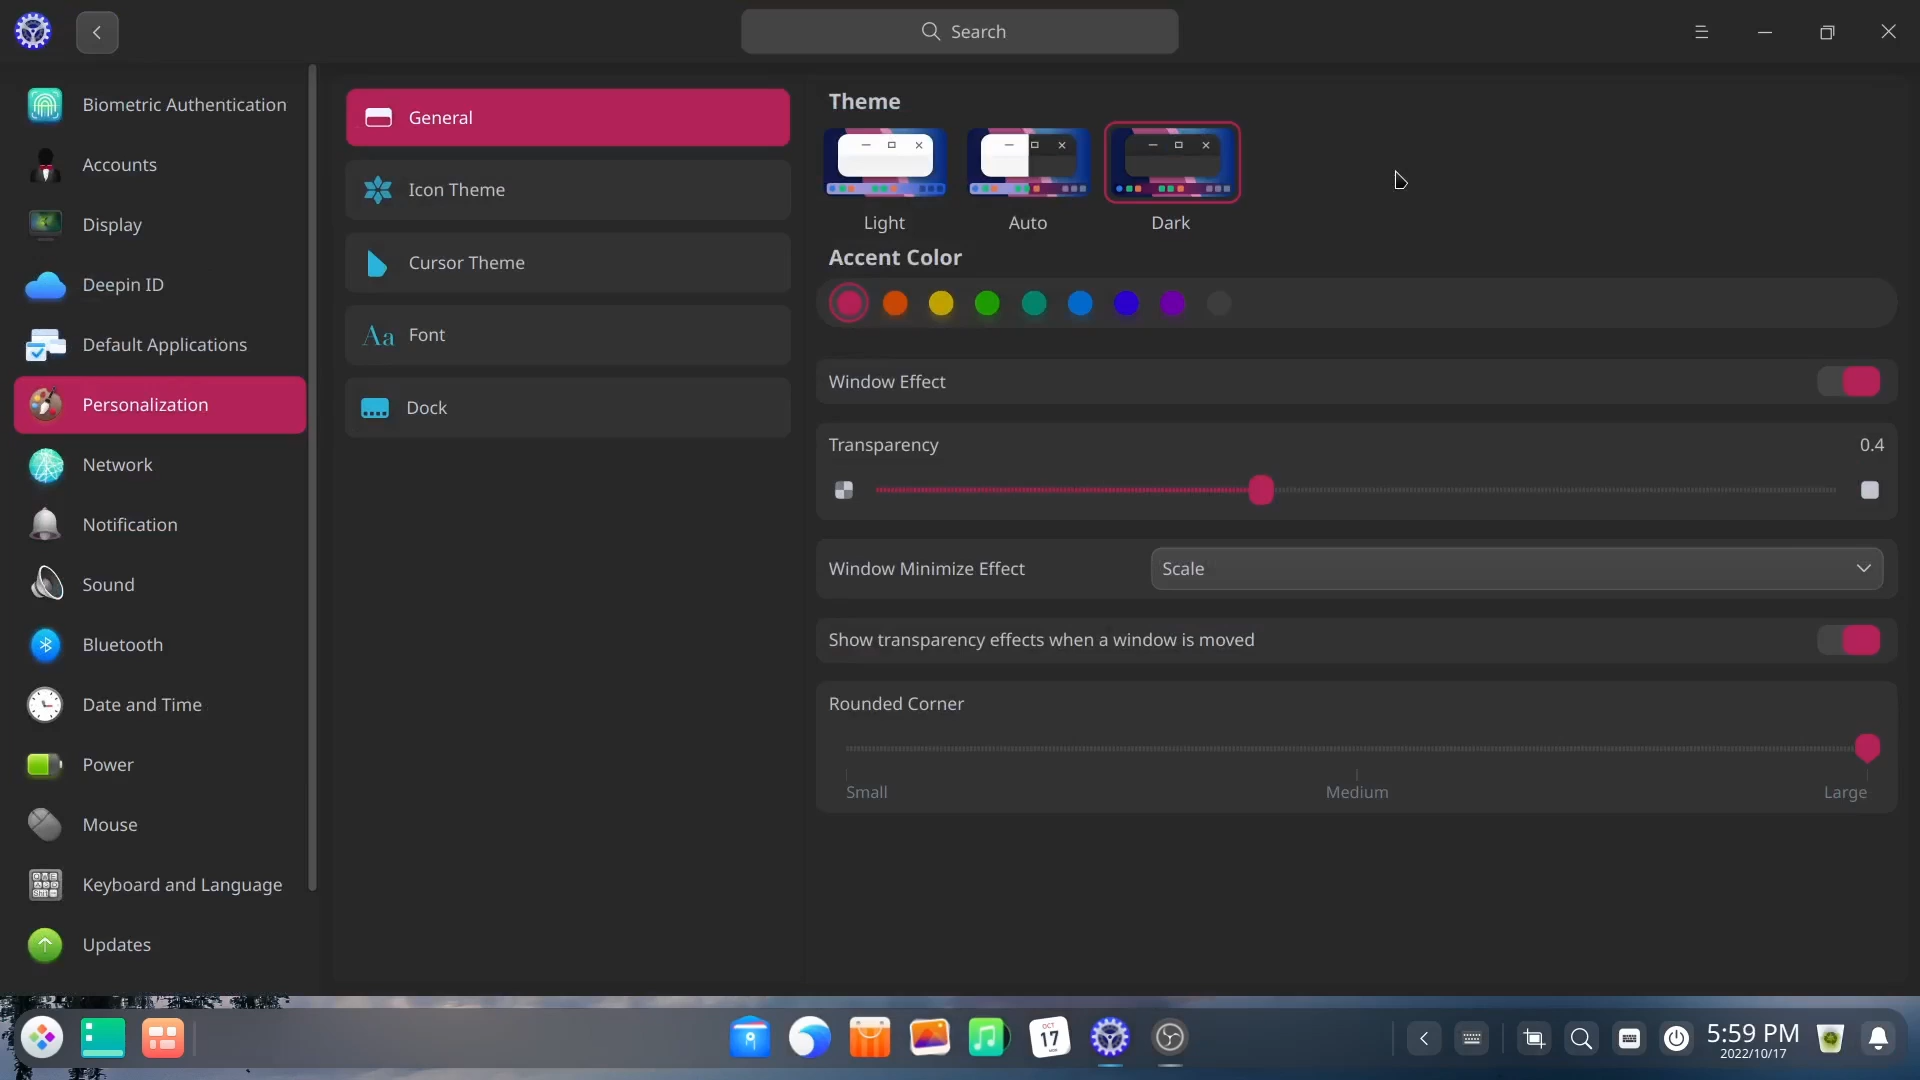 Search
Biometric Authentication
Accounts
Display
Deepin ID
Default Applications
Personalization
Network
Notification
Sound
Bluetooth
Date and Time
Power
Mouse
Keyboard and Language
Updates
General
Icon Theme
Cursor Theme
Aa Font
Dock
Theme
Light Auto Dark
Accent Color
Window Effect
Transparency 0.4
Window Minimize Effect Scale
Show transparency effects when a window is moved
Rounded Corner
Small Medium Large
OCT
17
5:59 PM
2022/10/17